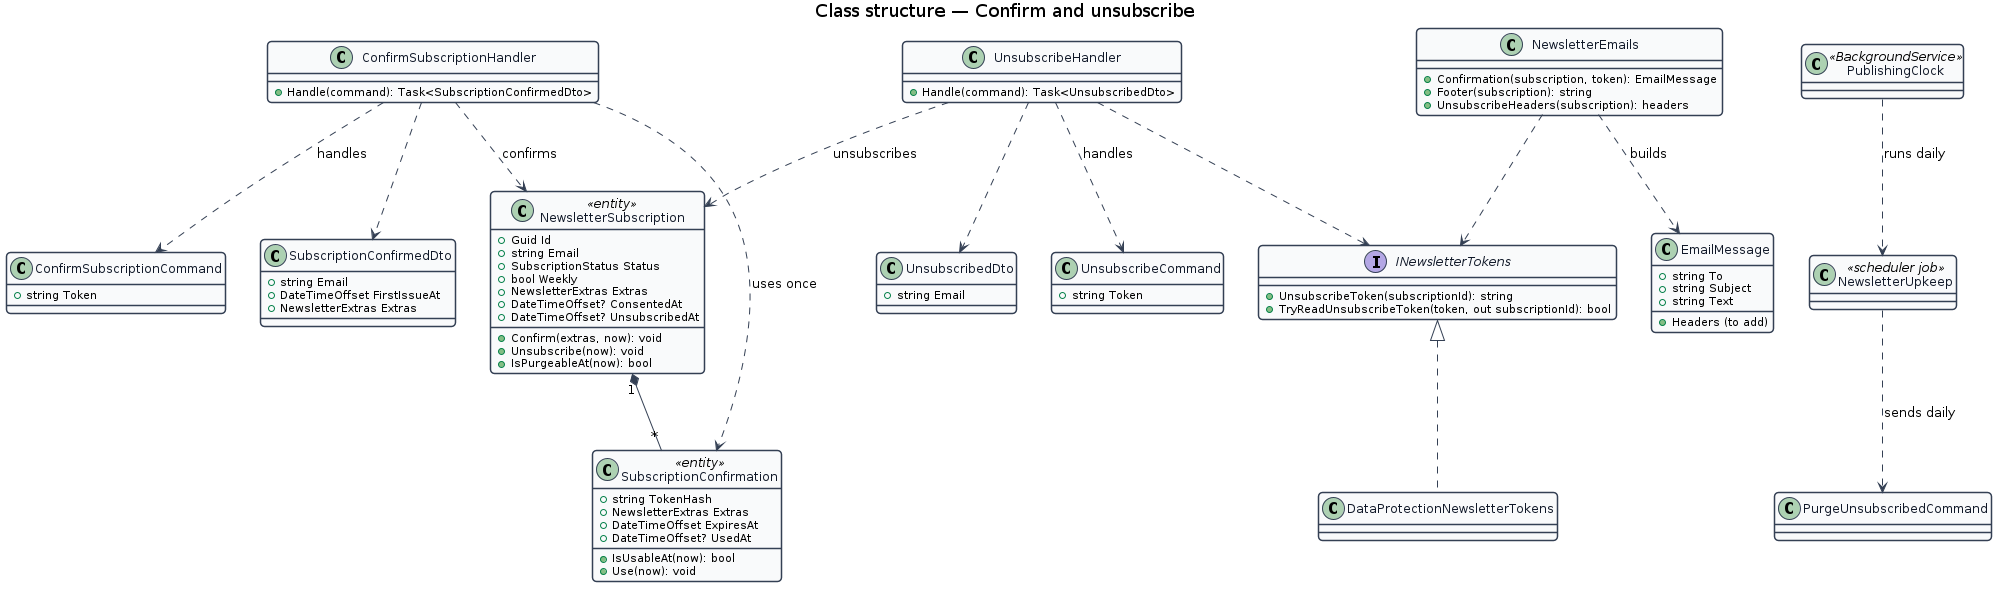 Class structure — Confirm and unsubscribe
C ConfirmSubscriptionHandler
Handle(command): Task<SubscriptionConfirmedDto>
C UnsubscribeHandler
Handle(command): Task<UnsubscribedDto>
C NewsletterEmails
Confirmation(subscription, token): EmailMessage
Footer(subscription): string
UnsubscribeHeaders(subscription): headers
«BackgroundService»
C PublishingClock
handles
confirms
unsubscribes
handles
builds
runs daily
C ConfirmSubscriptionCommand
string Token
C SubscriptionConfirmedDto
string Email
DateTimeOffset FirstIssueAt
NewsletterExtras Extras
«entity»
C NewsletterSubscription
Guid Id
string Email
SubscriptionStatus Status
bool Weekly
NewsletterExtras Extras
DateTimeOffset? ConsentedAt
DateTimeOffset? UnsubscribedAt
Confirm(extras, now): void
Unsubscribe(now): void
IsPurgeableAt(now): bool
uses once
C UnsubscribedDto
string Email
C UnsubscribeCommand
string Token
I INewsletterTokens
UnsubscribeToken(subscriptionId): string
TryReadUnsubscribeToken(token, out subscriptionId): bool
C EmailMessage
string To
string Subject
string Text
Headers (to add)
«scheduler job»
C NewsletterUpkeep
1
*
sends daily
«entity»
C SubscriptionConfirmation
string TokenHash
NewsletterExtras Extras
DateTimeOffset ExpiresAt
DateTimeOffset? UsedAt
IsUsableAt(now): bool
Use(now): void
C DataProtectionNewsletterTokens
C PurgeUnsubscribedCommand